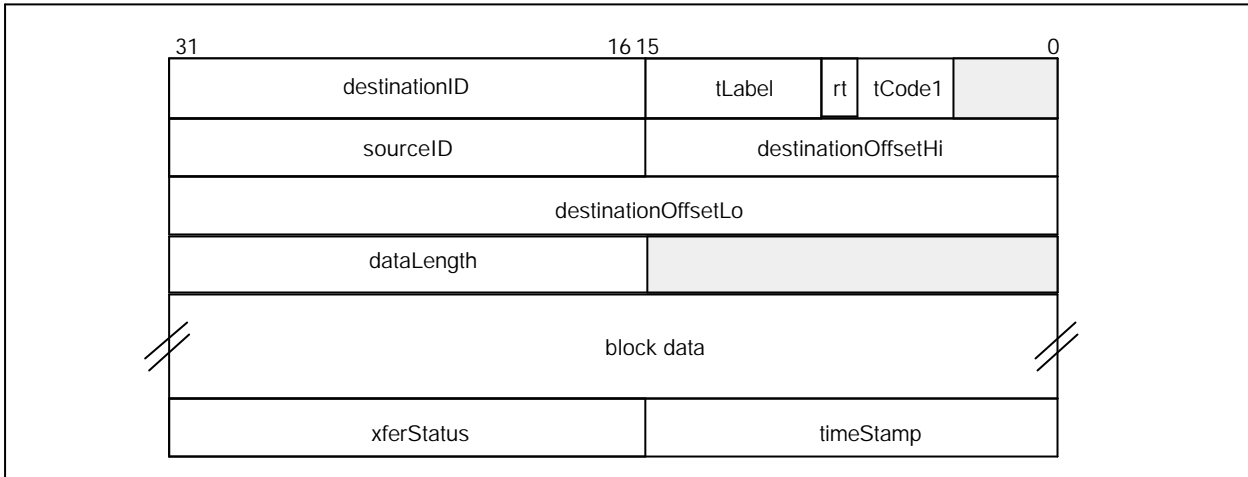 31 16 15 0
destinationID tLabel rt tCode1
sourceID destinationOffsetHi
destinationOffsetLo
dataLength
block data
xferStatus timeStamp